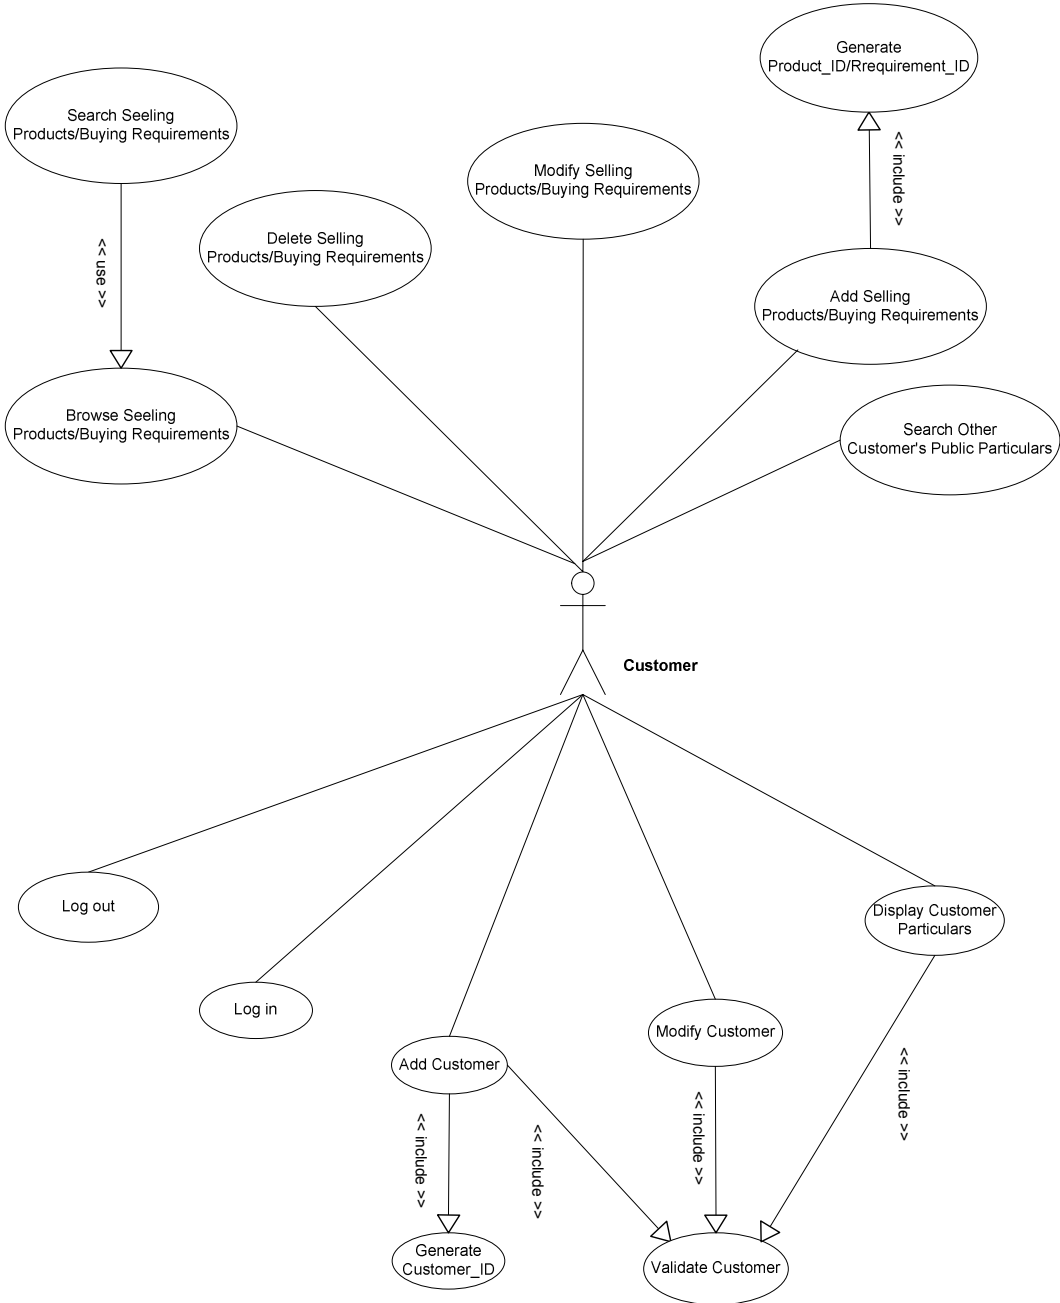 Generate
Product_ID/Rrequirement_ID
Search Seeling
Products/Buying Requirements
<< include >>
Modify Selling
Products/Buying Requirements
Delete Selling
Products/Buying Requirements
<< use >>
Add Selling
Products/Buying Requirements
Browse Seeling
Products/Buying Requirements
Search Other
Customer's Public Particulars
Customer
Log out
Display Customer
Particulars
Log in
Modify Customer
Add Customer
<< include >>
<< include >>
<< include >>
<< include >>
Generate
Customer_ID
Validate Customer